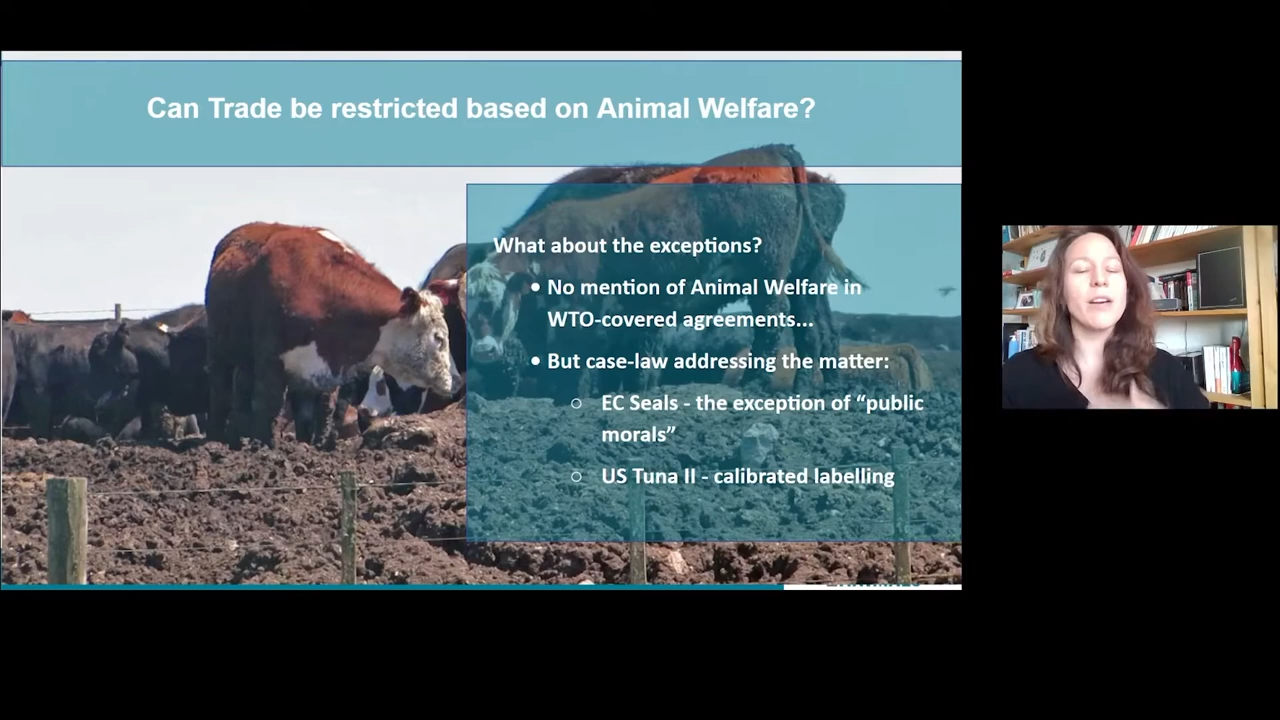 Can Trade be restricted based on Animal Welfare?
What about the exceptions?
• No mention of Animal Welfare in
WTO-covered agreements...
• But case-law addressing the matter:
○ EC Seals - the exception of “public
morals”
○ US Tuna II - calibrated labelling